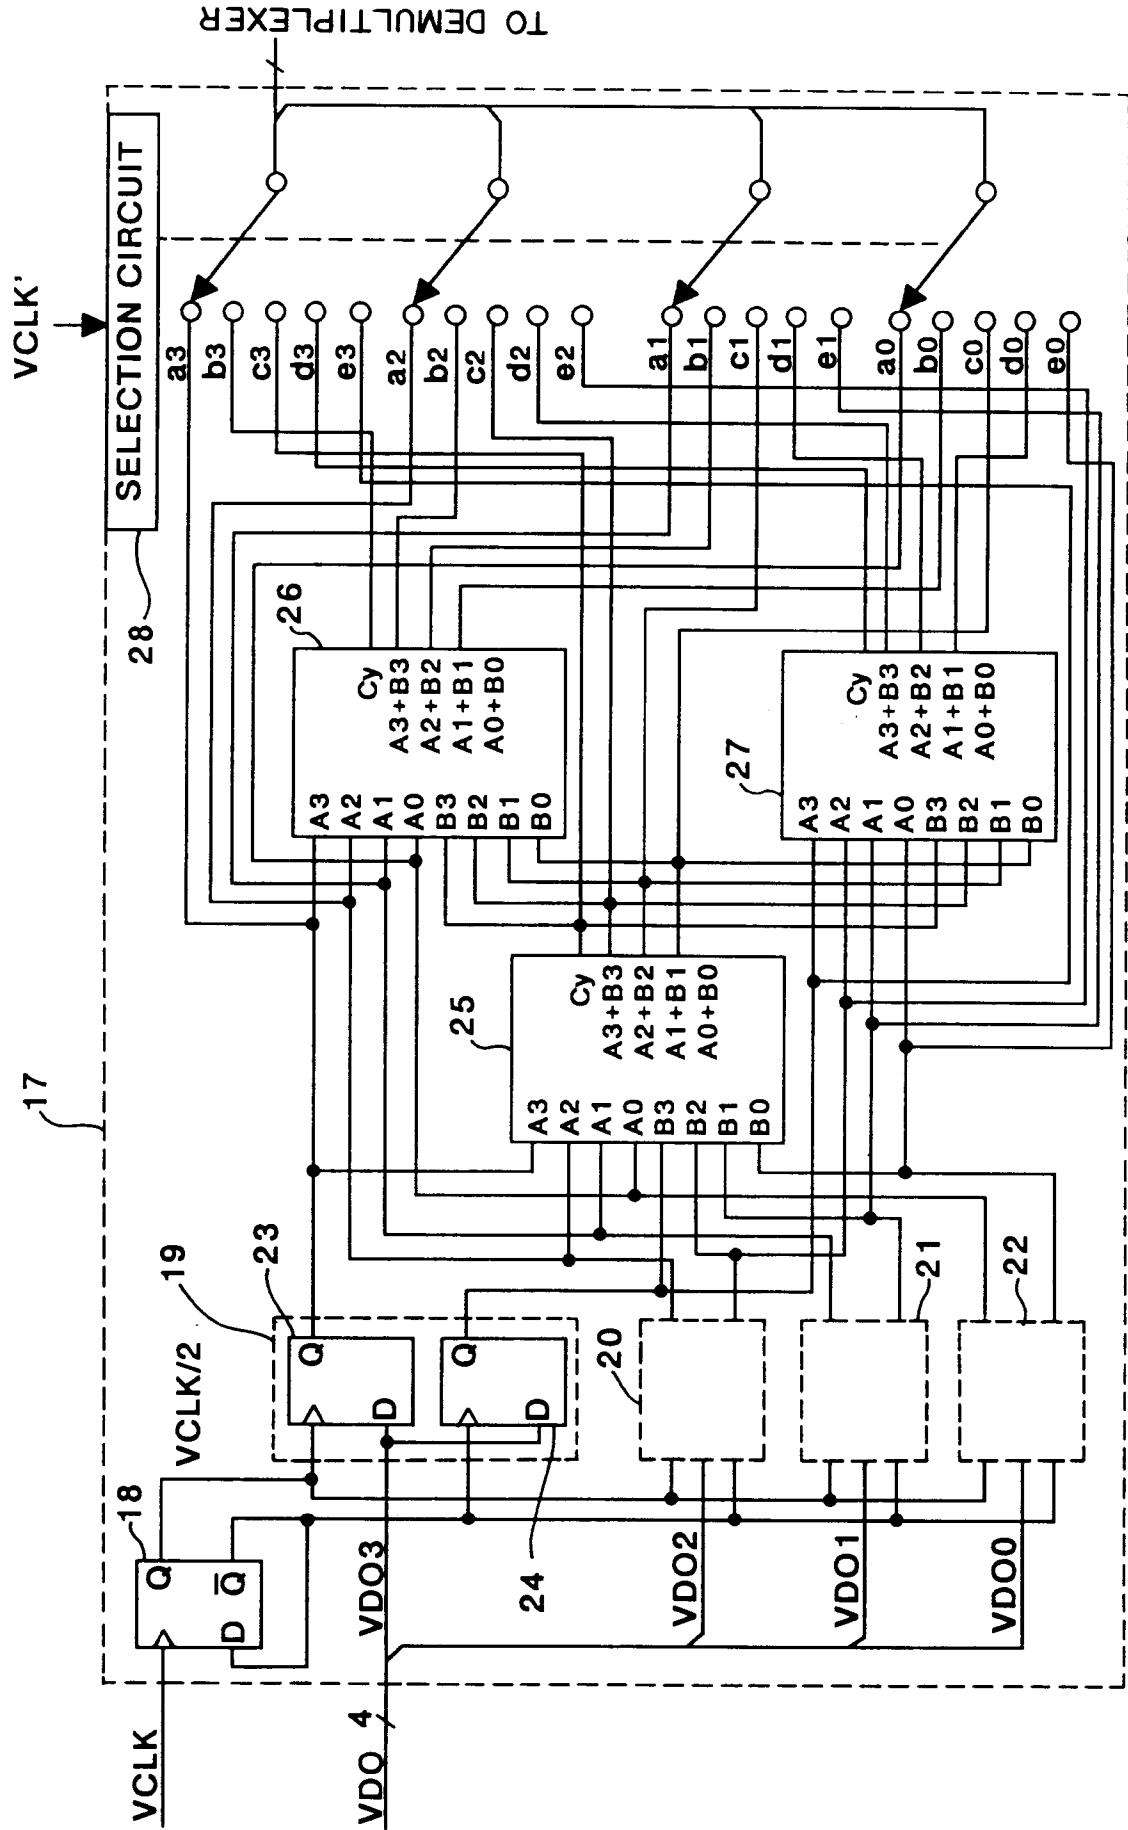 VCLK'
TO DEMULTIPLEXER
SELECTION CIRCUIT
28
17
a3
b3
c3
d3
e3
a2
b2
c2
d2
e2
a1
b1
c1
d1
e1
a0
b0
c0
d0
e0
26
A3
A2
A1
A0
B3
B2
B1
B0
Cy
A3+B3
A2+B2
A1+B1
A0+B0
27
A3
A2
A1
A0
B3
B2
B1
B0
Cy
A3+B3
A2+B2
A1+B1
A0+B0
25
A3
A2
A1
A0
B3
B2
B1
B0
Cy
A3+B3
A2+B2
A1+B1
A0+B0
VCLK
18
Q
Q̅
D
VCLK/2
19
23
Q
D
Q
D
24
20
21
22
VDO 4
VDO3
VDO2
VDO1
VDO0